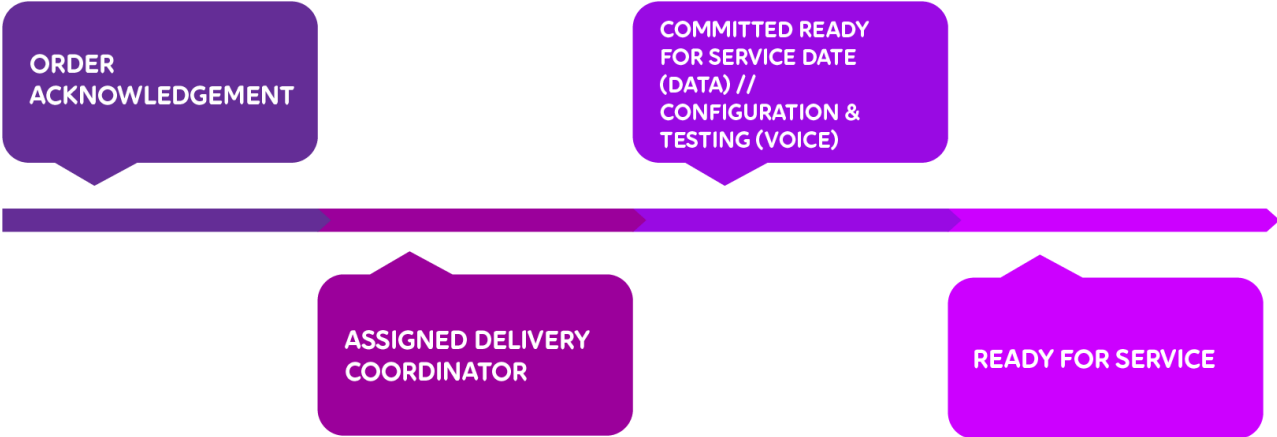 ORDER
ACKNOWLEDGEMENT
ASSIGNED DELIVERY
COORDINATOR
COMMITTED READY
FOR SERVICE DATE
(DATA) //
CONFIGURATION &
TESTING (VOICE)
READY FOR SERVICE